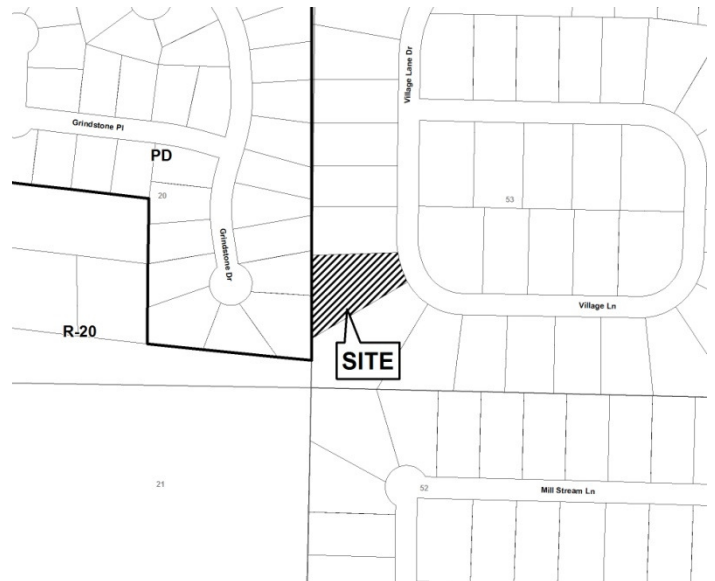 Village Lane Dr
Grindstone Pl
PD
20
53
Grindstone Dr
Village Ln
R-20
SITE
21
52
Mill Stream Ln